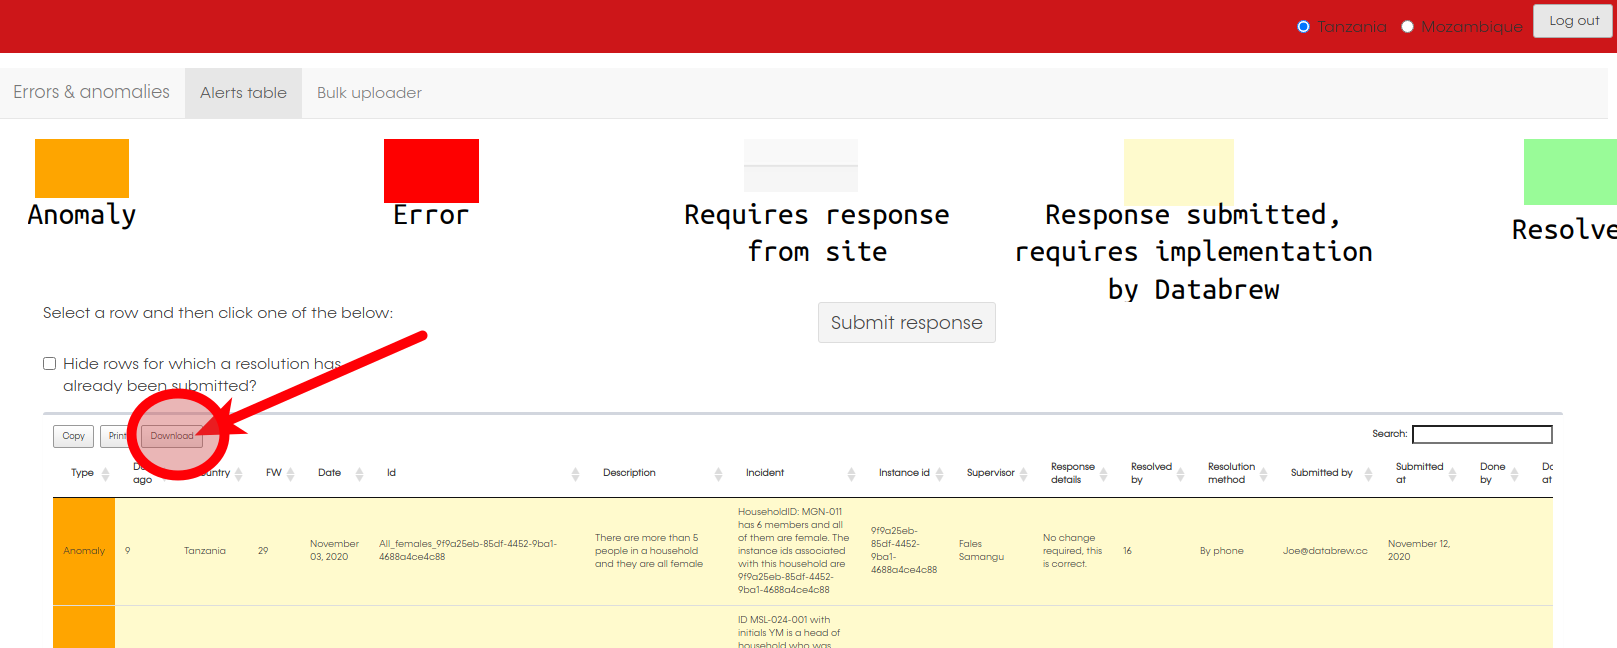 Tanzania Mozambique Log out
Errors & anomalies Alerts table Bulk uploader
Anomaly
Error
Requires response
from site
Response submitted,
requires implementation
by Databrew
Resolve
Select a row and then click one of the below:
Submit response
Hide rows for which a resolution has
already been submitted?
Copy Print Download Search:
Type
ago
FW
Date
Id
Description
Incident
Instance id
Supervisor
Response
details
Resolved
by
Resolution
method
Submitted by
Submitted
at
Done
by
at
Anomaly
9
Tanzania
29
November
03, 2020
All_females_9f9a25eb-85df-4452-9ba1-
4688a4ce4c88
There are more than 5
people in a household
and they are all female
HouseholdID: MGN-011
has 6 members and all
of them are female. The
instance ids associated
with this household are
9f9a25eb-85df-4452-
9ba1-4688a4ce4c88
9f9a25eb-
85df-4452-
9ba1-
4688a4ce4c88
Fales
Samangu
No change
required, this
is correct.
16
By phone
Joe@databrew.cc
November 12,
2020
ID MSL-024-001 with
initials YM is a head of
household who was